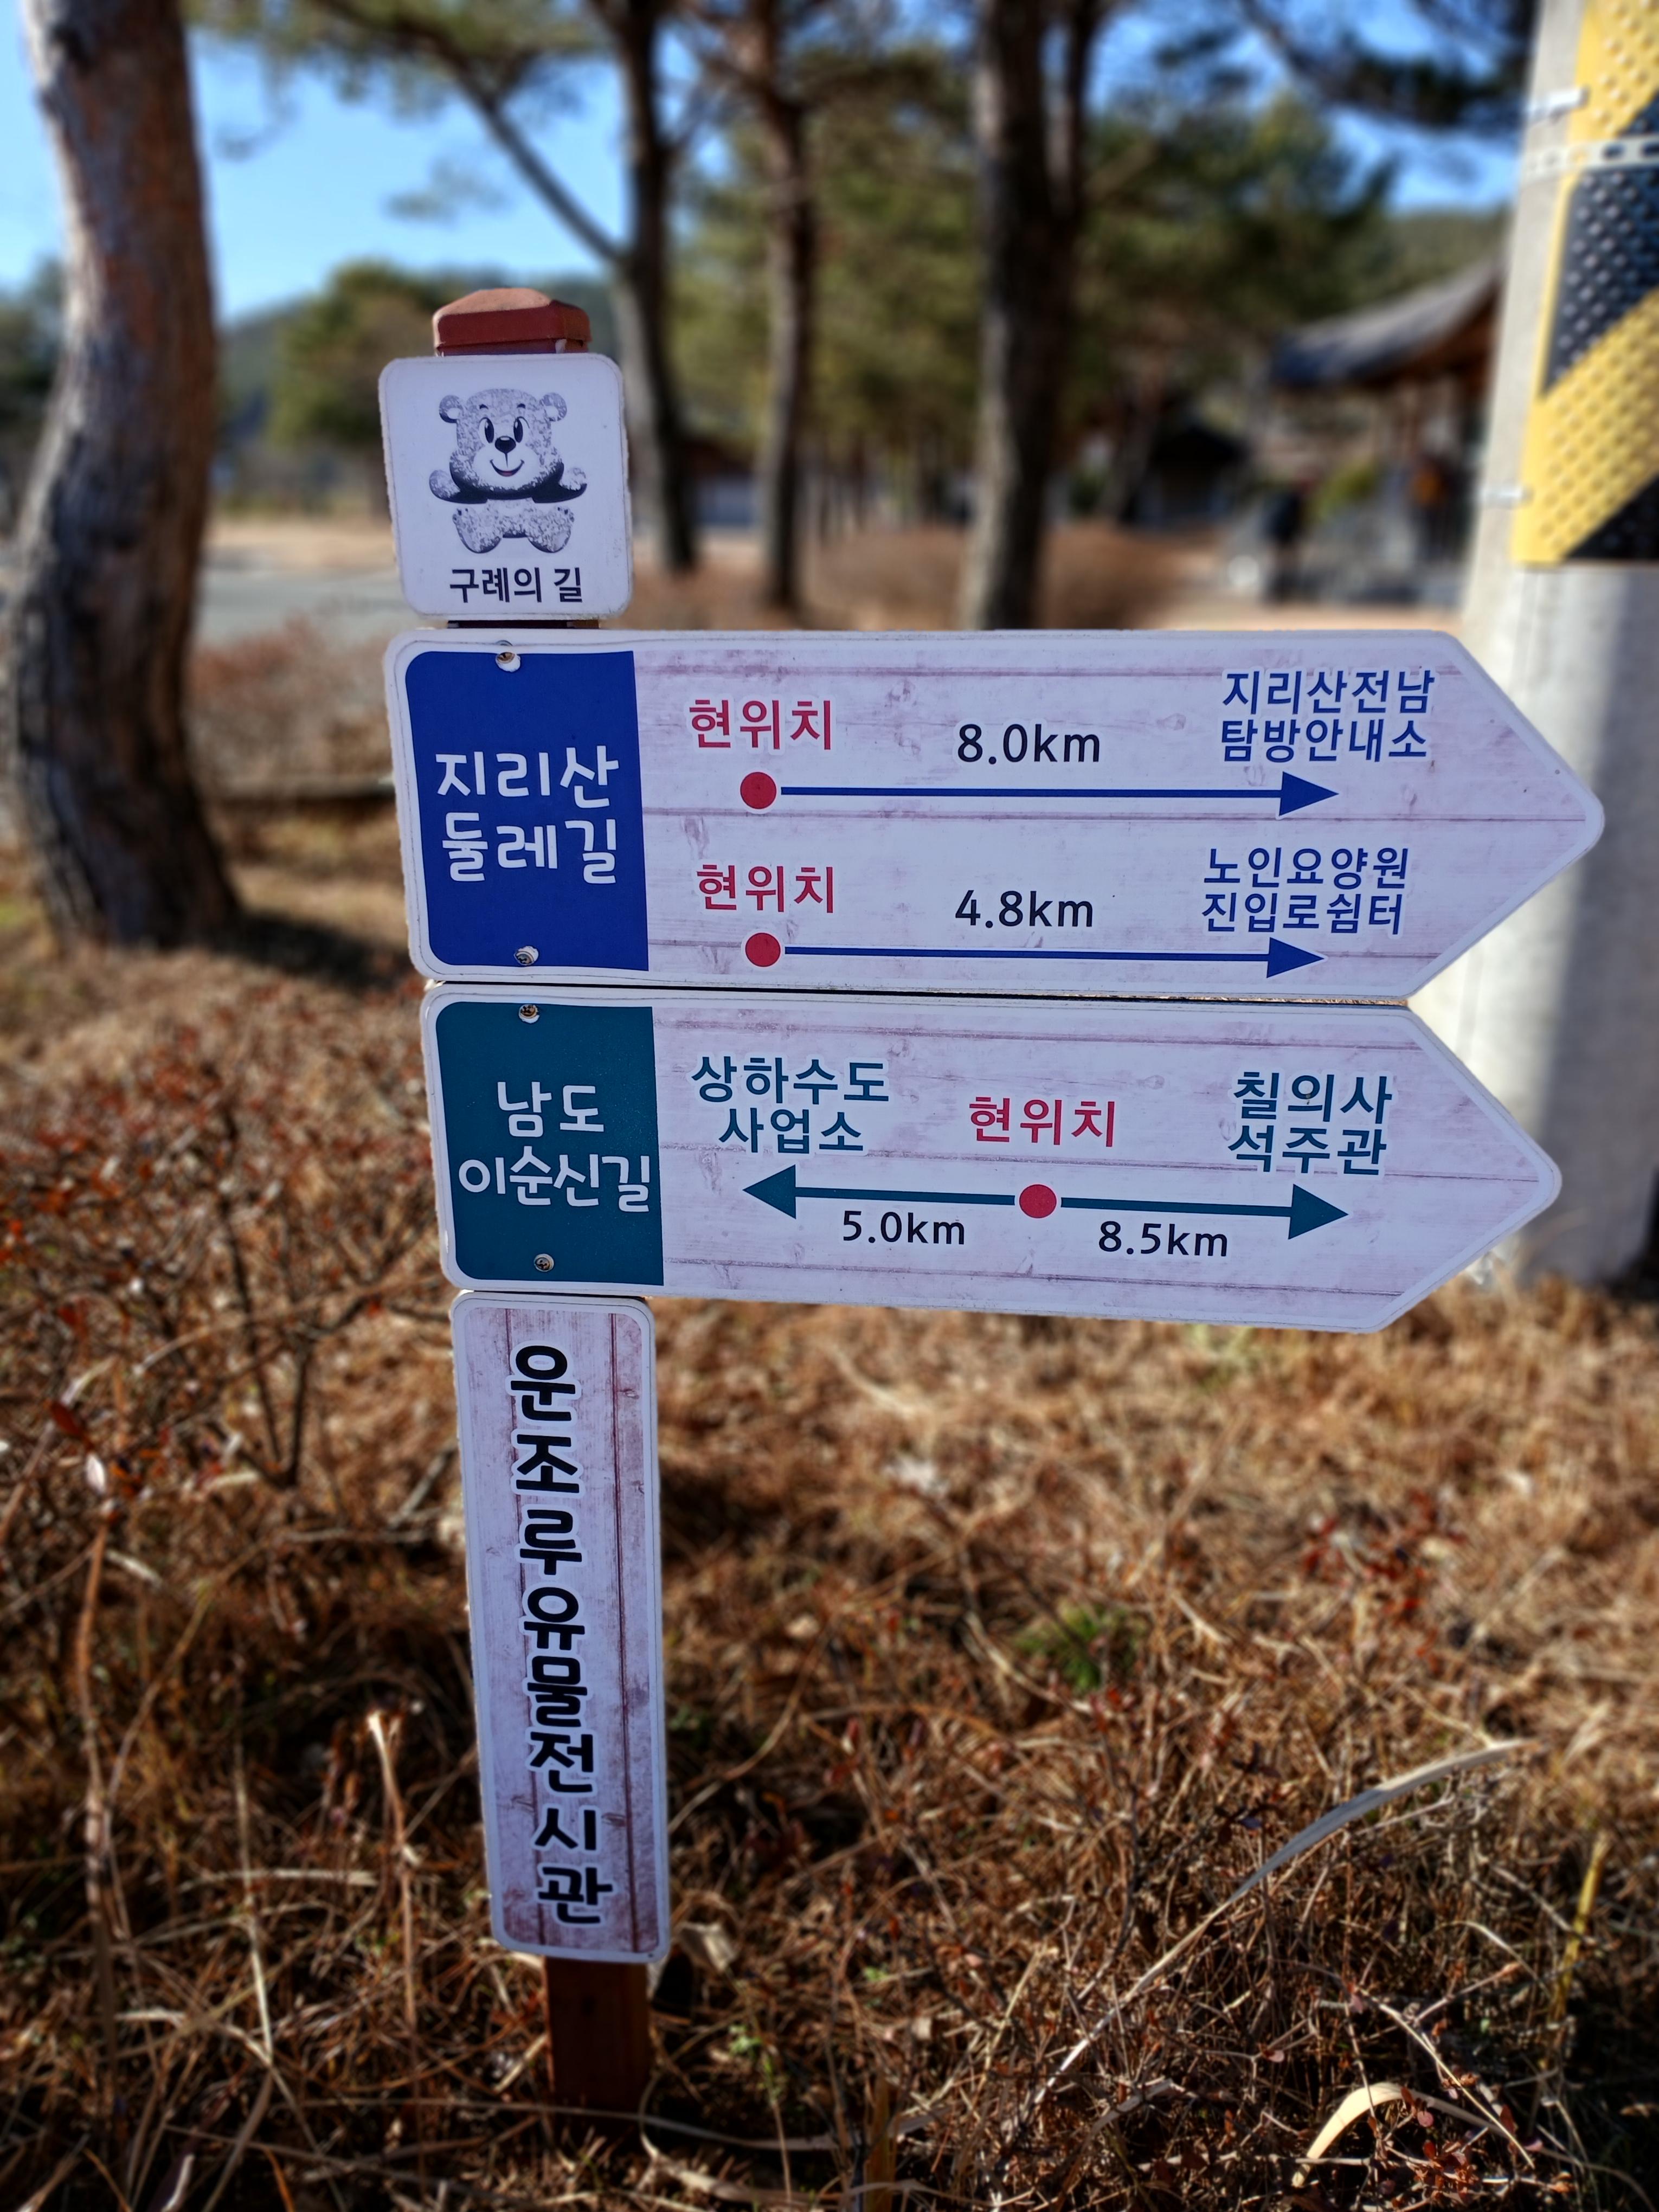 구례의 길
지리산
둘레길
현위치
8.0km
지리산전남
탐방안내소
현위치
4.8km
노인요양원
진입로쉼터
남도
이순신길
상하수도
사업소
현위치
칠의사
석주관
5.0km
8.5km
운조루유물전시관